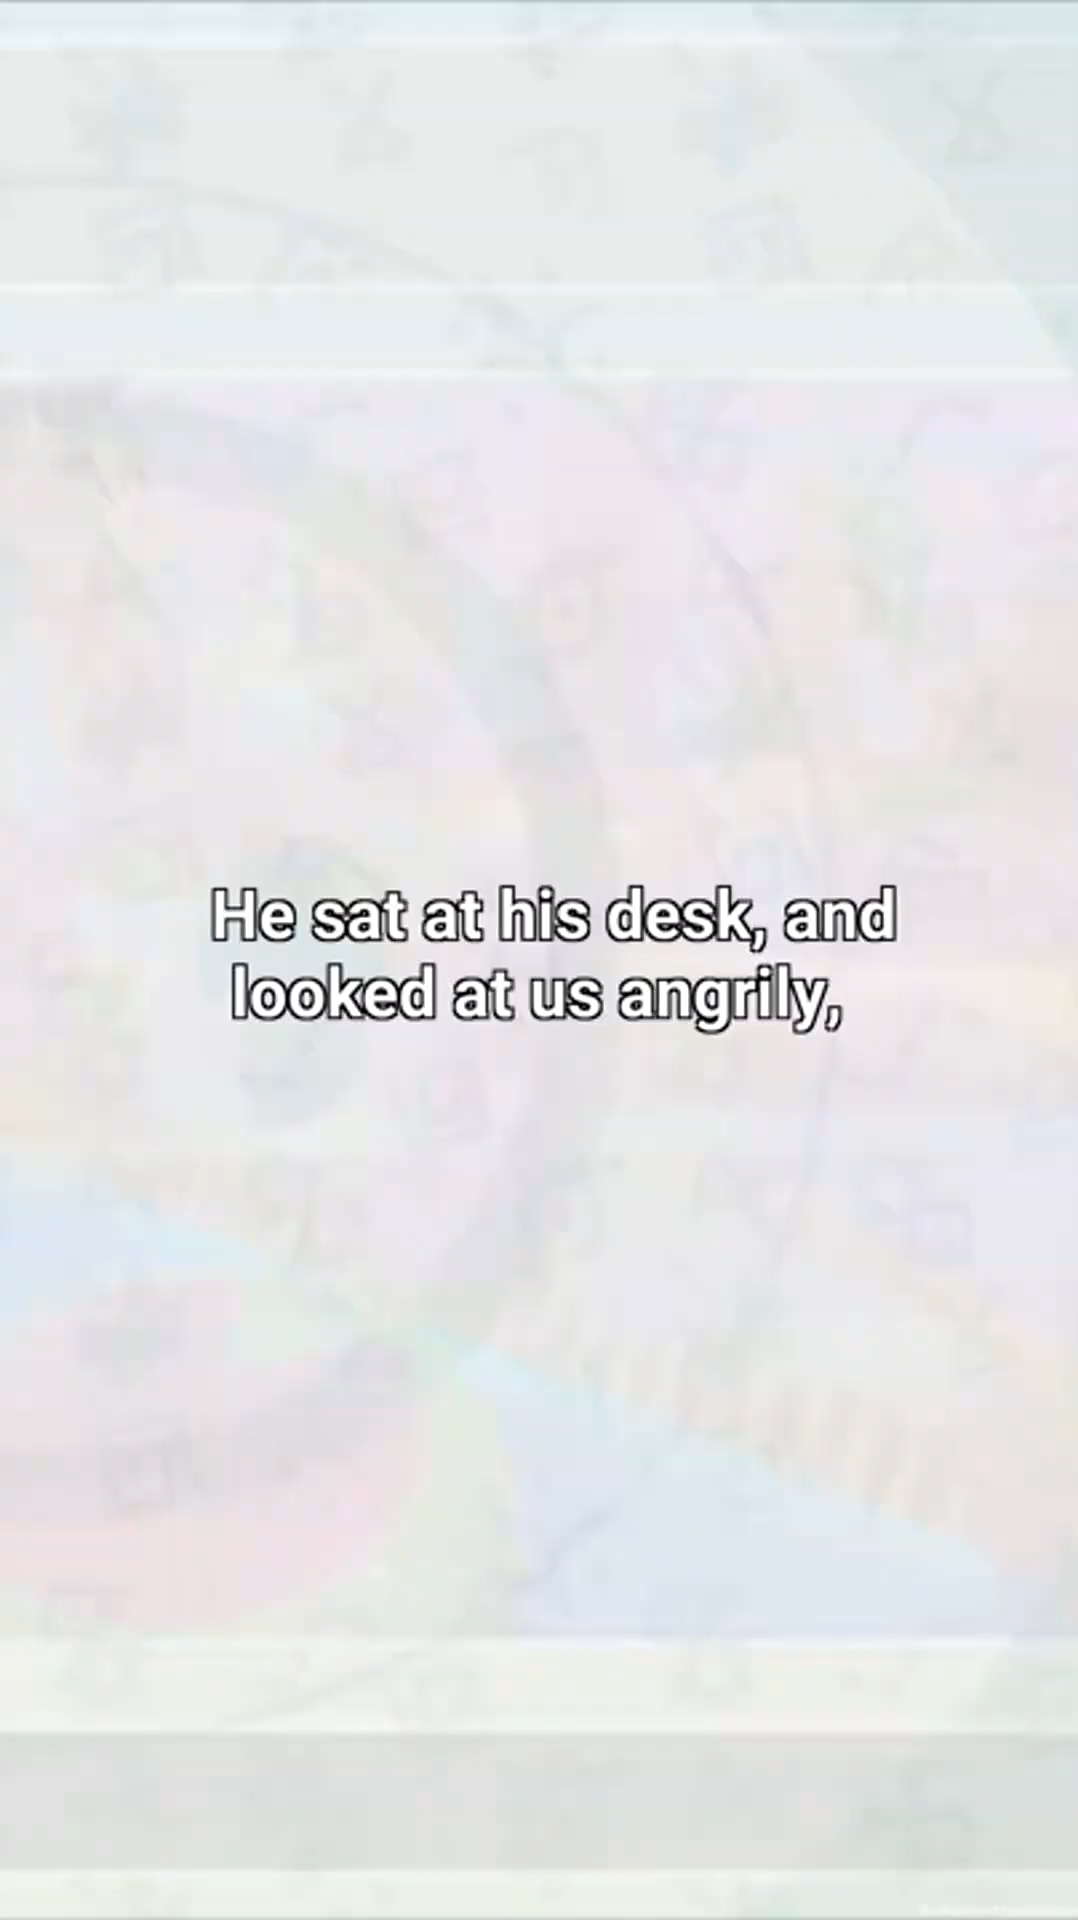 He sat at his desk, and
looked at us angrily,